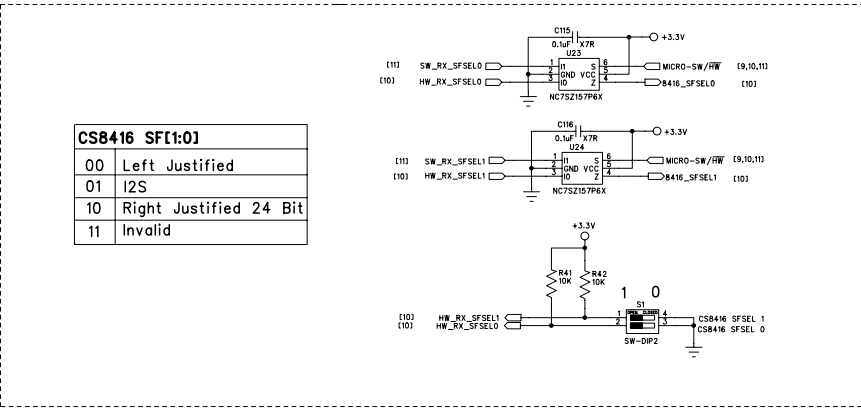 CS8416 SF[1:0]
00 Left Justified
01 I2S
10 Right Justified 24 Bit
11 Invalid
C115
0.1uF X7R
+3.3V
U23
[11] SW_RX_SFSEL0 1 I1 S 6 MICRO-SW/HW [9,10,11]
2 GND VCC 5
[10] HW_RX_SFSEL0 3 I0 Z 4 8416_SFSEL0 [10]
NC7SZ157P6X
C116
0.1uF X7R
+3.3V
U24
[11] SW_RX_SFSEL1 1 I1 S 6 MICRO-SW/HW [9,10,11]
2 GND VCC 5
[10] HW_RX_SFSEL1 3 I0 Z 4 8416_SFSEL1 [10]
NC7SZ157P6X
+3.3V
R41 R42
10K 10K
1 0
S1
OPEN CLOSED
[10] HW_RX_SFSEL1 1 4 CS8416 SFSEL 1
[10] HW_RX_SFSEL0 2 3 CS8416 SFSEL 0
SW-DIP2